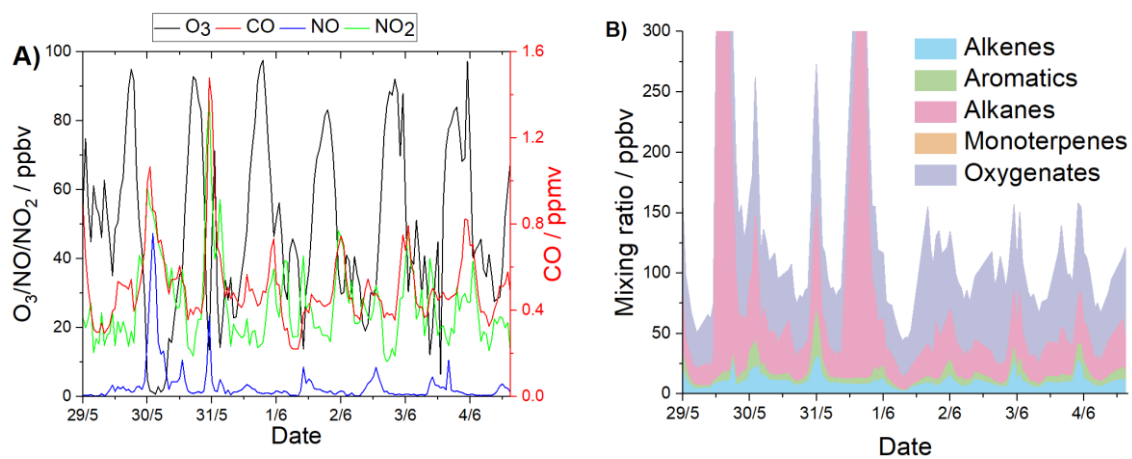 O3 CO NO NO2
A)
100
80
60
40
20
0
O3/NO/NO2 / ppbv
1.6
1.2
0.8
0.4
0.0
CO / ppmv
29/5 30/5 31/5 1/6 2/6 3/6 4/6
Date
B)
300
250
200
150
100
50
0
Mixing ratio / ppbv
Alkenes
Aromatics
Alkanes
Monoterpenes
Oxygenates
29/5 30/5 31/5 1/6 2/6 3/6 4/6
Date